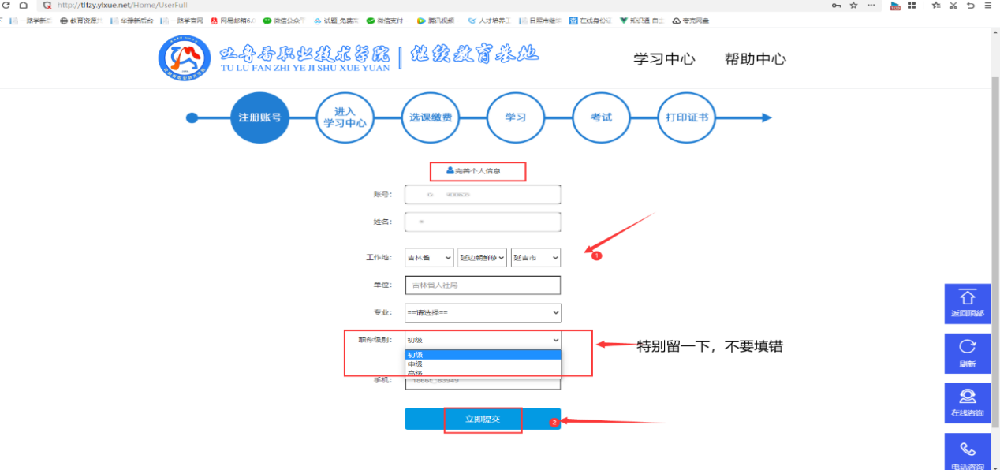 http://tlfzy.ylxue.net/Home/UserFull
一路学新
教育资源
华臻新后台
一路学官网
网易邮箱6.0
微信公众
试题_免费
微信支付
腾讯视频
人才培养工
日照市继
在线身份证
知识通 自主
夸克网盘
吐鲁番职业技术学院 | 继续教育基地
TU LU FAN ZHI YE JI SHU XUE YUAN
学习中心 帮助中心
注册账号
进入
学习中心
选课缴费
学习
考试
打印证书
完善个人信息
账号：
姓名：
工作地： 吉林省 延边朝鲜族 延吉市
1
单位： 吉林省人社局
专业： ==请选择==
职称级别： 初级
初级
中级
高级
特别留一下，不要填错
手机：
立即提交
2
返回顶部
刷新
在线咨询
电话咨询